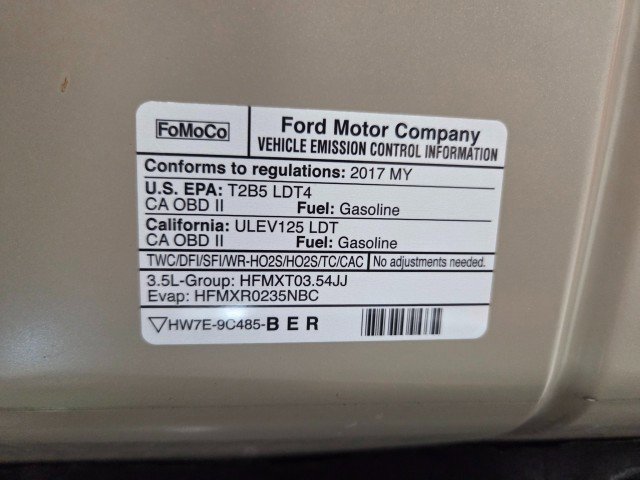 FoMoCo
Ford Motor Company
VEHICLE EMISSION CONTROL INFORMATION
Conforms to regulations: 2017 MY
U.S. EPA: T2B5 LDT4
CA OBD II Fuel: Gasoline
California: ULEV125 LDT
CA OBD II Fuel: Gasoline
TWC/DFI/SFI/WR-HO2S/HO2S/TC/CAC No adjustments needed.
3.5L-Group: HFMXT03.54JJ
Evap: HFMXR0235NBC
HW7E-9C485-BER